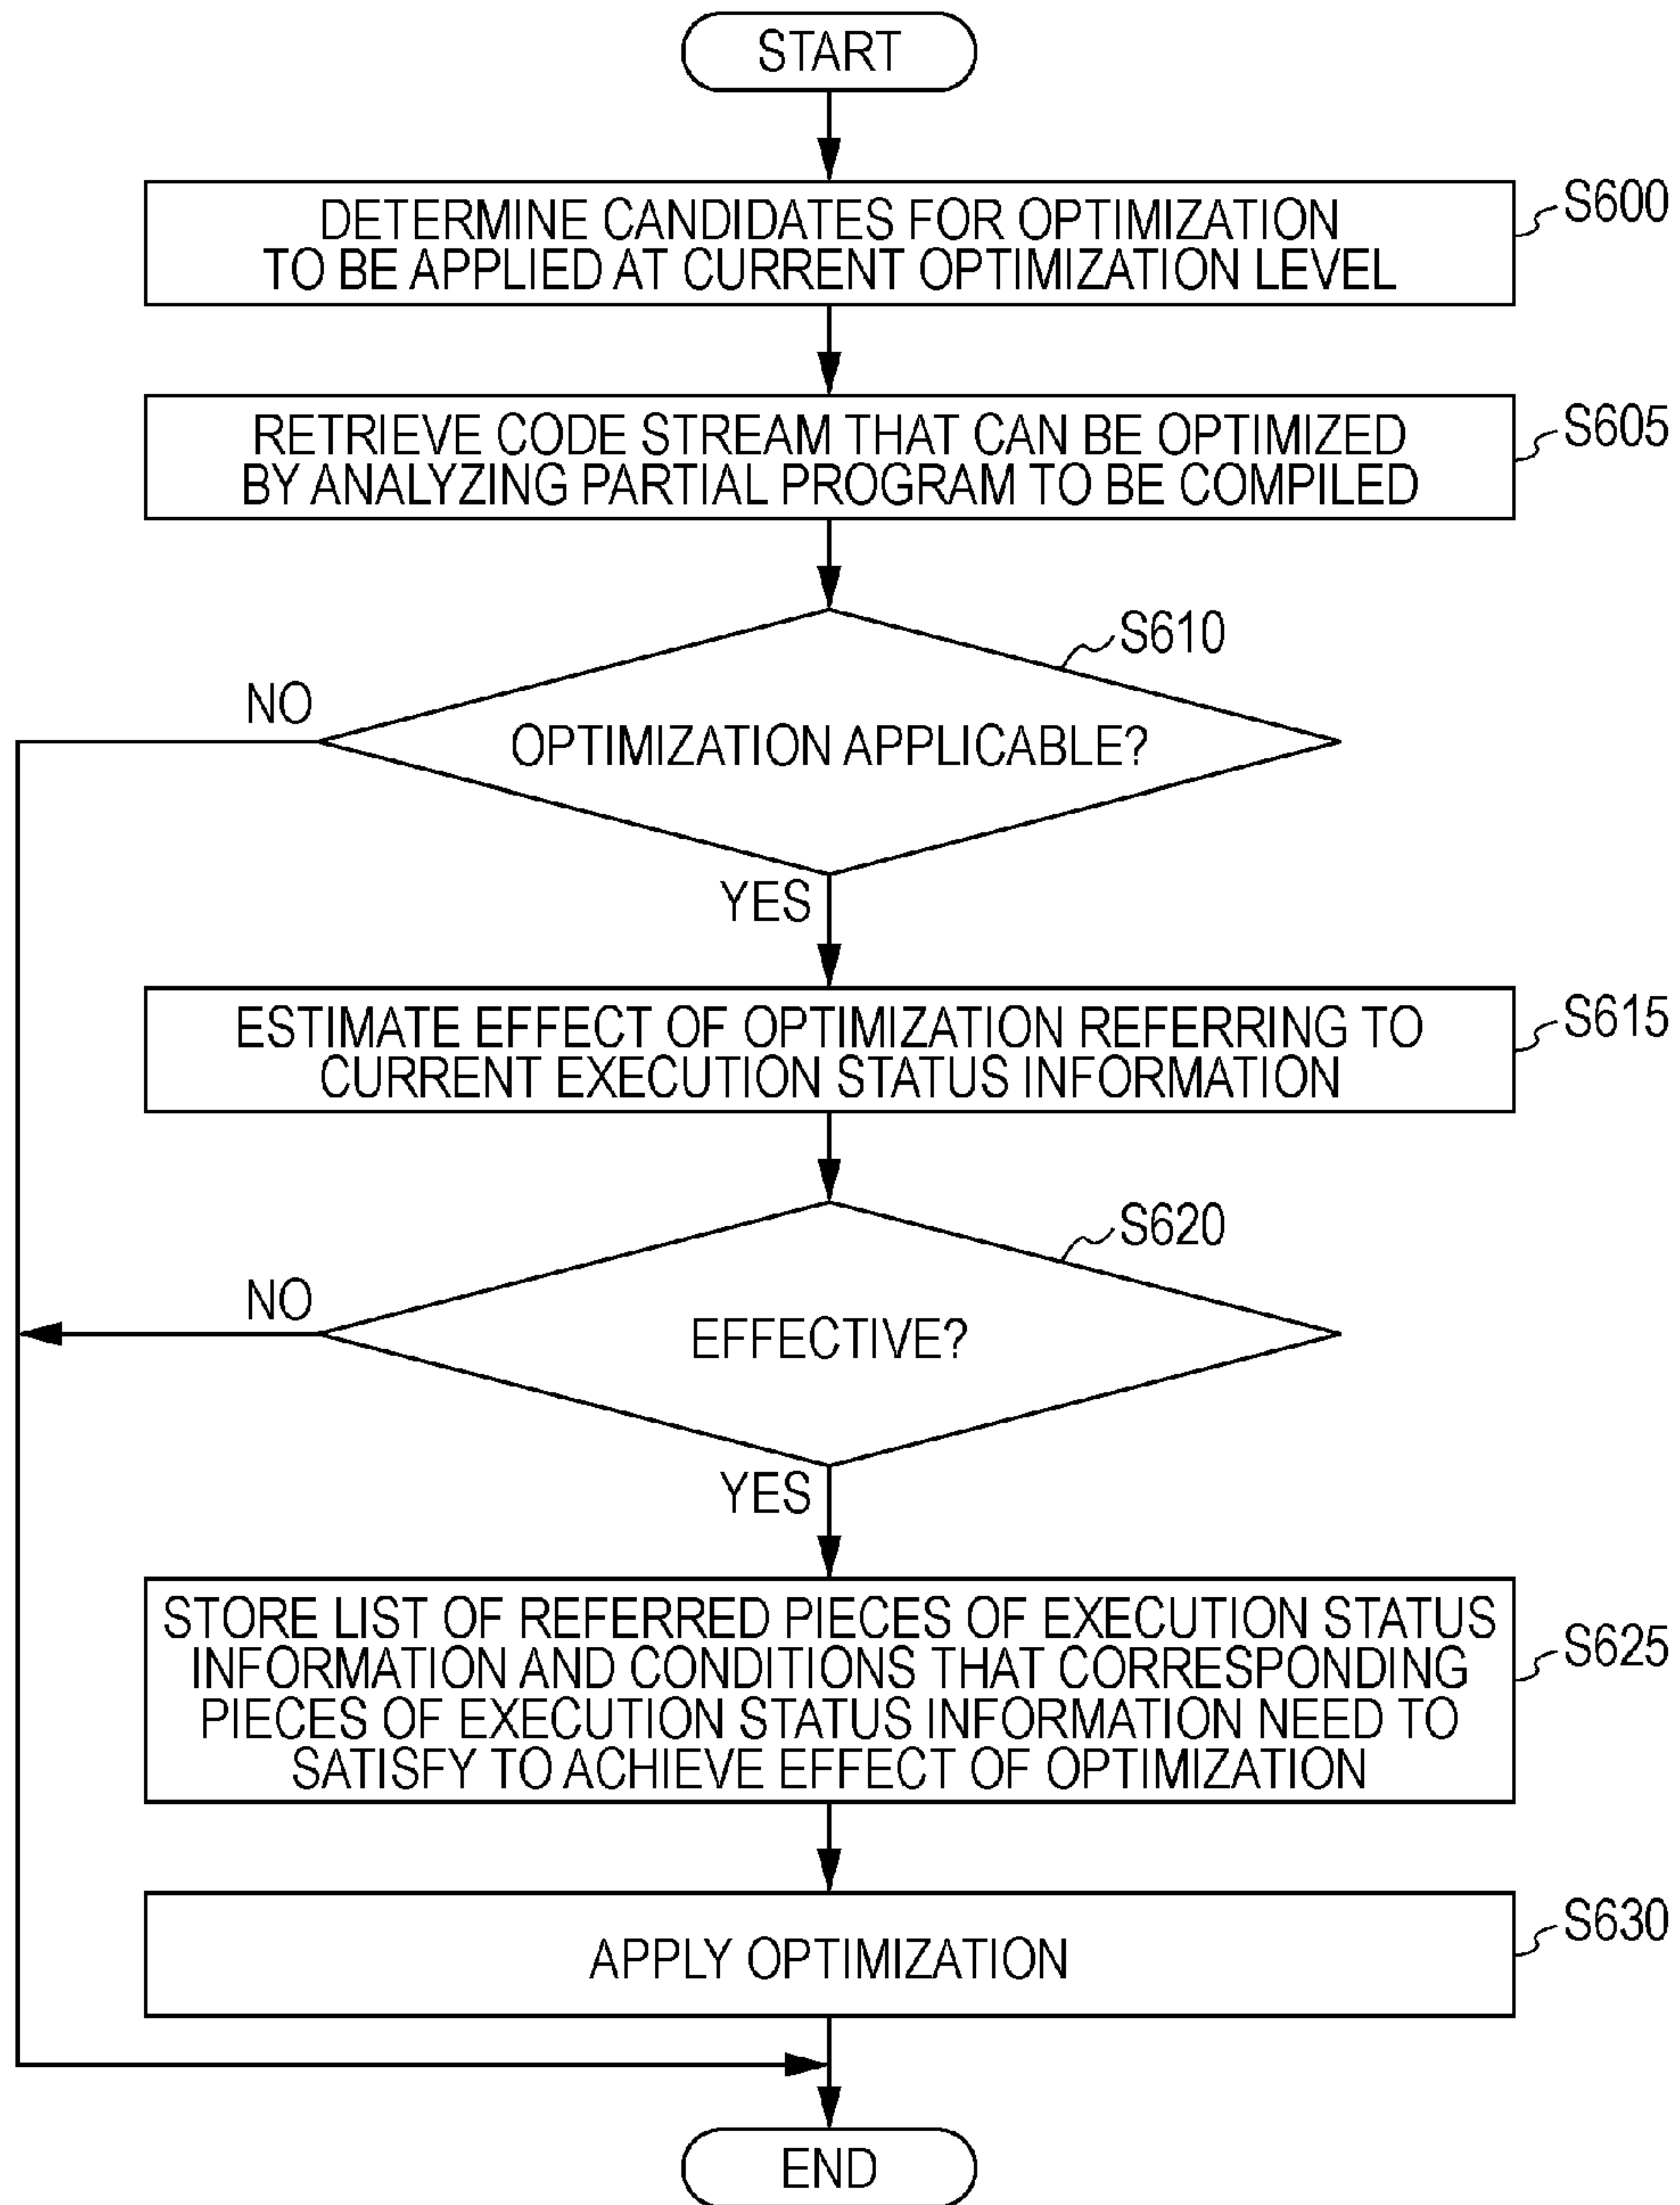 START
DETERMINE CANDIDATES FOR OPTIMIZATION
TO BE APPLIED AT CURRENT OPTIMIZATION LEVEL
S600
RETRIEVE CODE STREAM THAT CAN BE OPTIMIZED
BY ANALYZING PARTIAL PROGRAM TO BE COMPILED
S605
S610
NO
OPTIMIZATION APPLICABLE?
YES
ESTIMATE EFFECT OF OPTIMIZATION REFERRING TO
CURRENT EXECUTION STATUS INFORMATION
S615
S620
NO
EFFECTIVE?
YES
STORE LIST OF REFERRED PIECES OF EXECUTION STATUS
INFORMATION AND CONDITIONS THAT CORRESPONDING
PIECES OF EXECUTION STATUS INFORMATION NEED TO
SATISFY TO ACHIEVE EFFECT OF OPTIMIZATION
S625
APPLY OPTIMIZATION
S630
END